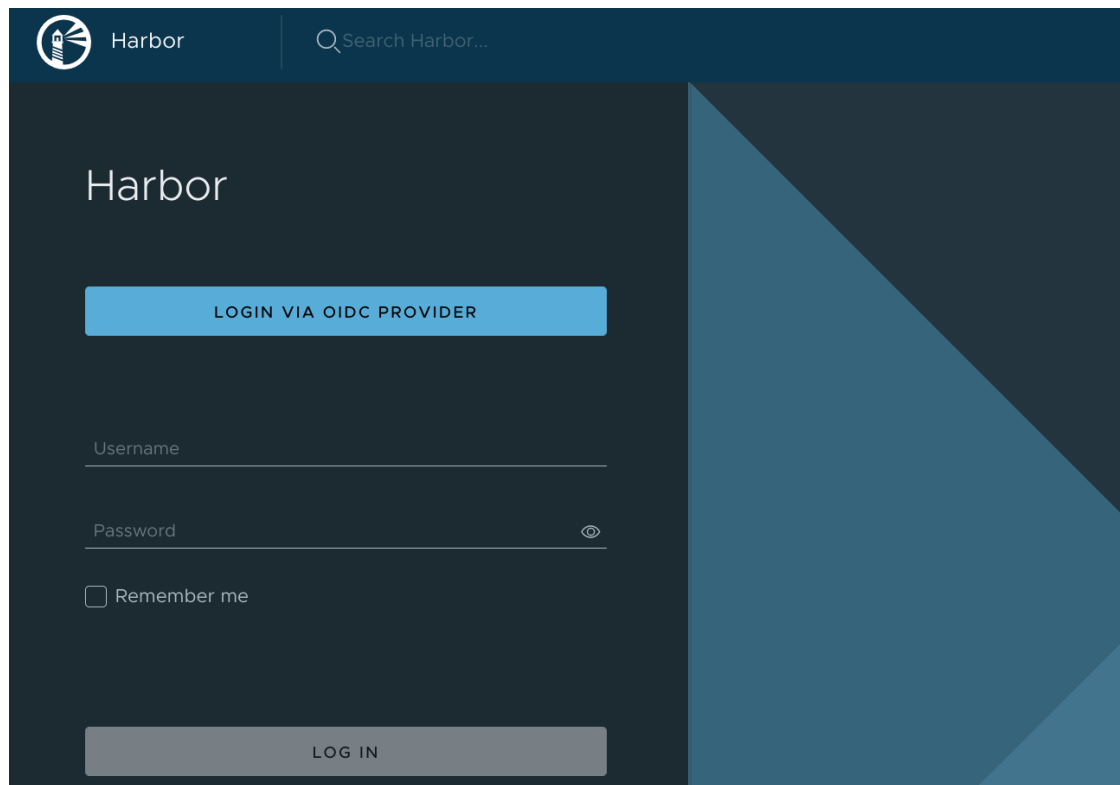 Harbor
Search Harbor...
Harbor
LOGIN VIA OIDC PROVIDER
Username
Password
Remember me
LOG IN